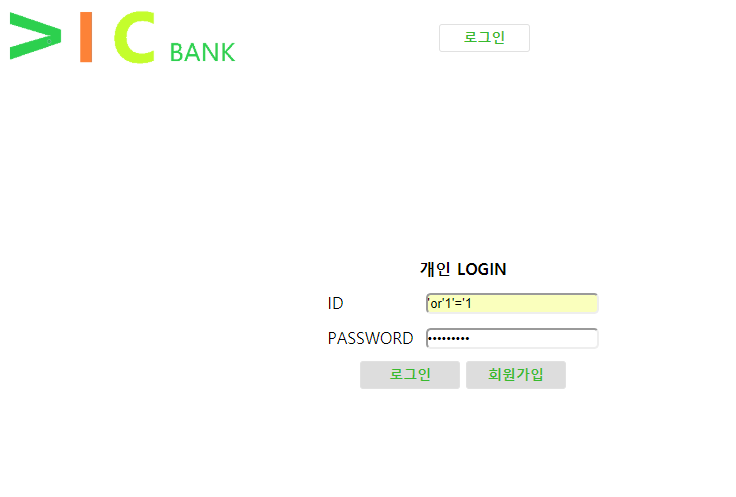 >IC BANK
로그인
개인 LOGIN
ID 'or'1'='1
PASSWORD •••••••••
로그인 회원가입